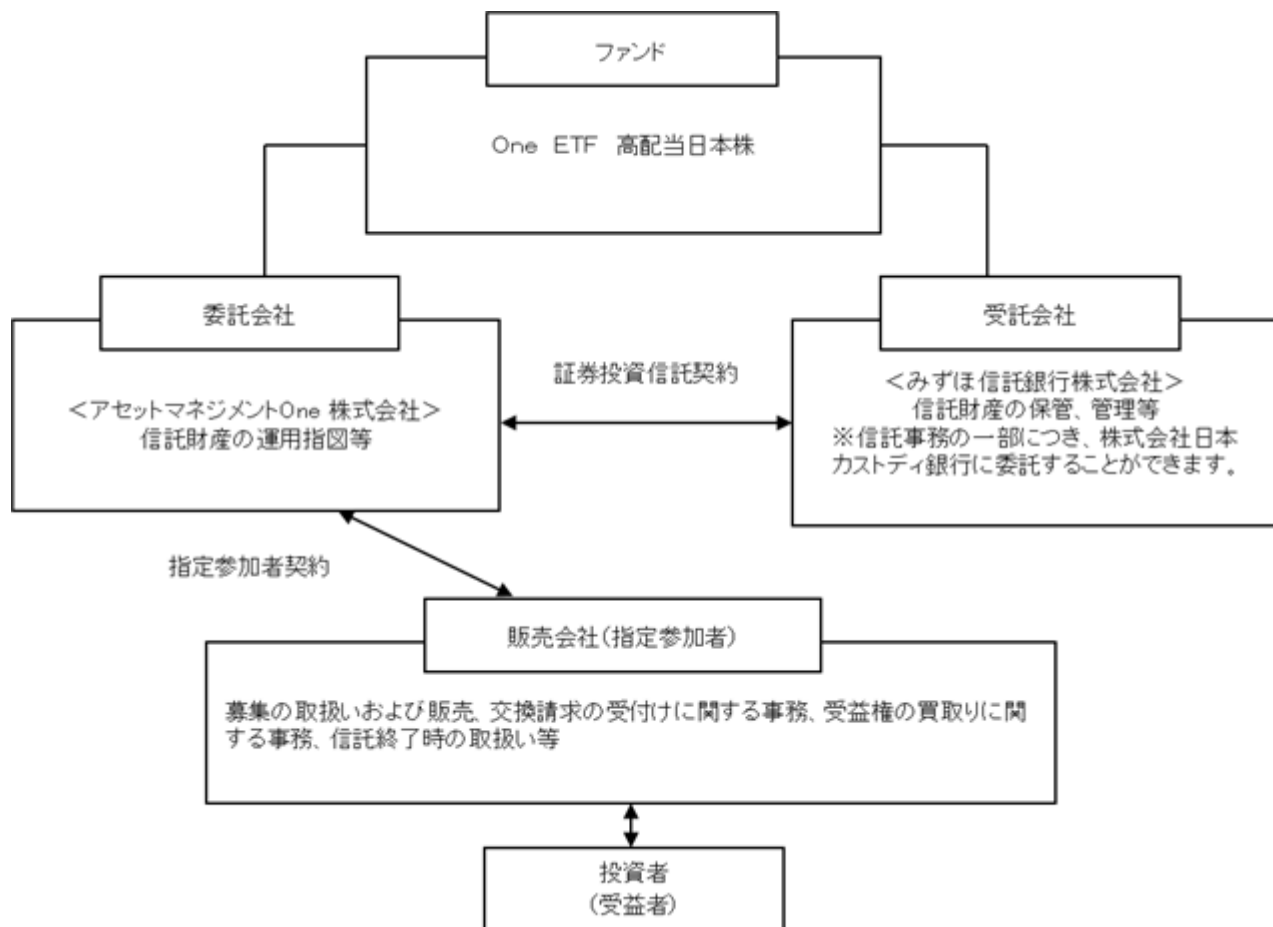 ファンド
One ETF 高配当日本株
委託会社
<アセットマネジメントOne 株式会社>
信託財産の運用指図等
証券投資信託契約
受託会社
<みずほ信託銀行株式会社>
信託財産の保管、管理等
※信託事務の一部につき、株式会社日本
カストディ銀行に委託することができます。
指定参加者契約
販売会社(指定参加者)
募集の取扱いおよび販売、交換請求の受付けに関する事務、受益権の買取りに関
する事務、信託終了時の取扱い等
投資者
(受益者)